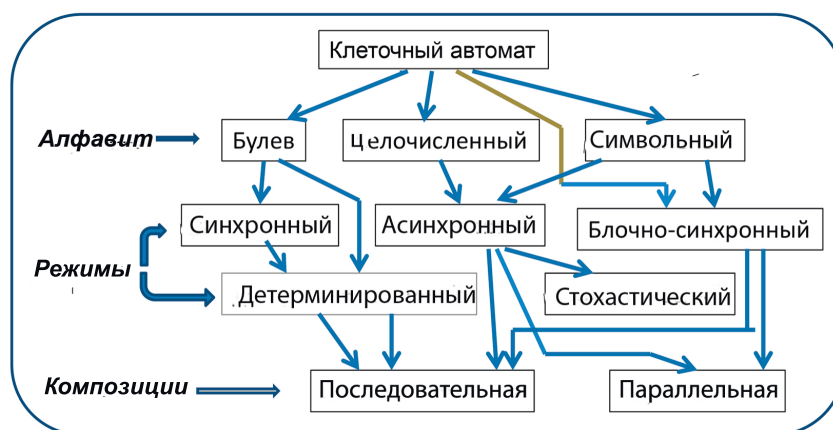 Клеточный автомат
Алфавит
Булев
Целочисленный
Символьный
Синхронный
Асинхронный
Блочно-синхронный
Режимы
Детерминированный
Стохастический
Композиции
Последовательная
Параллельная